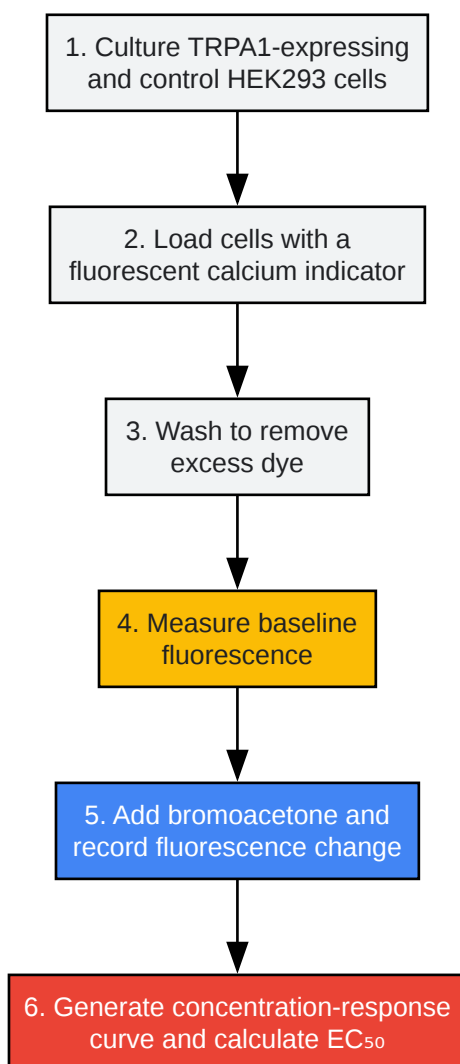 1. Culture TRPA1-expressing
and control HEK293 cells
2. Load cells with a
fluorescent calcium indicator
3. Wash to remove
excess dye
4. Measure baseline
fluorescence
5. Add bromoacetone and
record fluorescence change
6. Generate concentration-response
curve and calculate EC₅₀